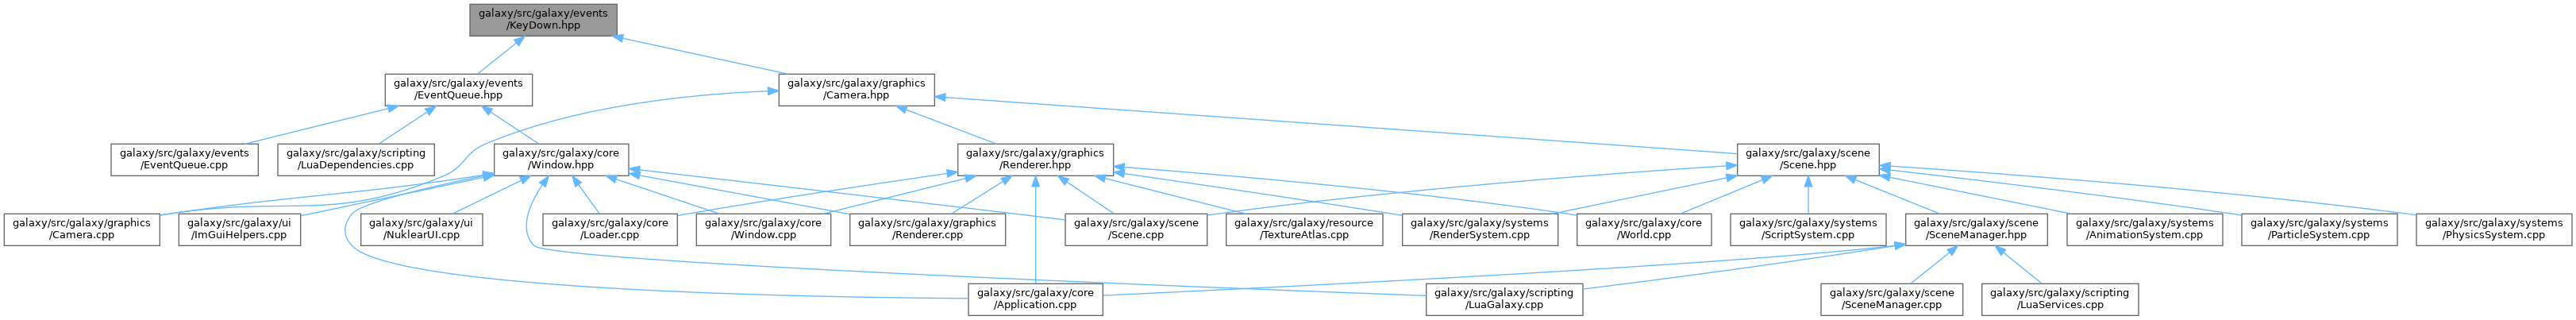 galaxy/src/galaxy/events
/KeyDown.hpp
galaxy/src/galaxy/events
/EventQueue.hpp
galaxy/src/galaxy/graphics
/Camera.hpp
galaxy/src/galaxy/events
/EventQueue.cpp
galaxy/src/galaxy/scripting
/LuaDependencies.cpp
galaxy/src/galaxy/core
/Window.hpp
galaxy/src/galaxy/graphics
/Renderer.hpp
galaxy/src/galaxy/scene
/Scene.hpp
galaxy/src/galaxy/graphics
/Camera.cpp
galaxy/src/galaxy/ui
/ImGuiHelpers.cpp
galaxy/src/galaxy/ui
/NuklearUI.cpp
galaxy/src/galaxy/core
/Loader.cpp
galaxy/src/galaxy/core
/Window.cpp
galaxy/src/galaxy/graphics
/Renderer.cpp
galaxy/src/galaxy/scene
/Scene.cpp
galaxy/src/galaxy/resource
/TextureAtlas.cpp
galaxy/src/galaxy/systems
/RenderSystem.cpp
galaxy/src/galaxy/core
/World.cpp
galaxy/src/galaxy/systems
/ScriptSystem.cpp
galaxy/src/galaxy/scene
/SceneManager.hpp
galaxy/src/galaxy/systems
/AnimationSystem.cpp
galaxy/src/galaxy/systems
/ParticleSystem.cpp
galaxy/src/galaxy/systems
/PhysicsSystem.cpp
galaxy/src/galaxy/core
/Application.cpp
galaxy/src/galaxy/scripting
/LuaGalaxy.cpp
galaxy/src/galaxy/scene
/SceneManager.cpp
galaxy/src/galaxy/scripting
/LuaServices.cpp